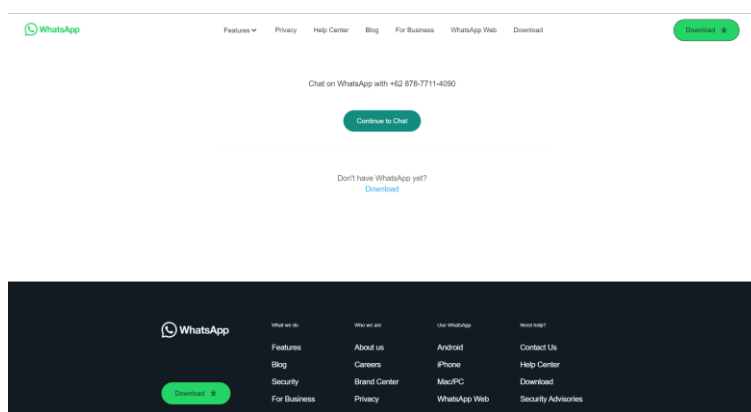 WhatsApp
Features Privacy Help Center Blog For Business WhatsApp Web Download
Download
Chat on WhatsApp with +62 878-7711-4090
Continue to Chat
Don't have WhatsApp yet?
Download
WhatsApp
Download
What we do
Features
Blog
Security
For Business
Who we are
About us
Careers
Brand Center
Privacy
Use WhatsApp
Android
iPhone
Mac/PC
WhatsApp Web
Need help?
Contact Us
Help Center
Download
Security Advisories